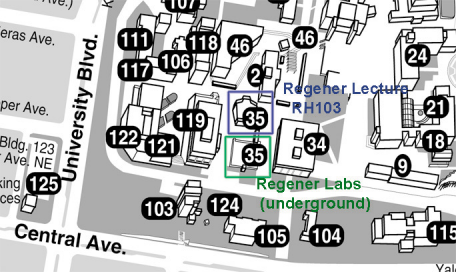 107
111
118
46
46
eras Ave.
117
106
2
24
Regener Lecture
RH103
21
per Ave.
35
University Blvd.
122
121
119
34
18
Bldg. 123
Ave. NE
35
9
king
125
ces
Regener Labs
(underground)
103
124
105
104
115
Central Ave.
Yal